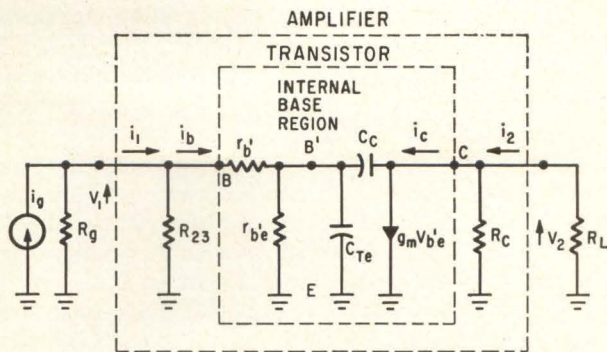 AMPLIFIER
TRANSISTOR
INTERNAL
BASE
REGION
i1 ib rb' B' Cc ic C i2
B
ig V1 Rg R23 rb'e CTe gmVb'e RC V2 RL
E